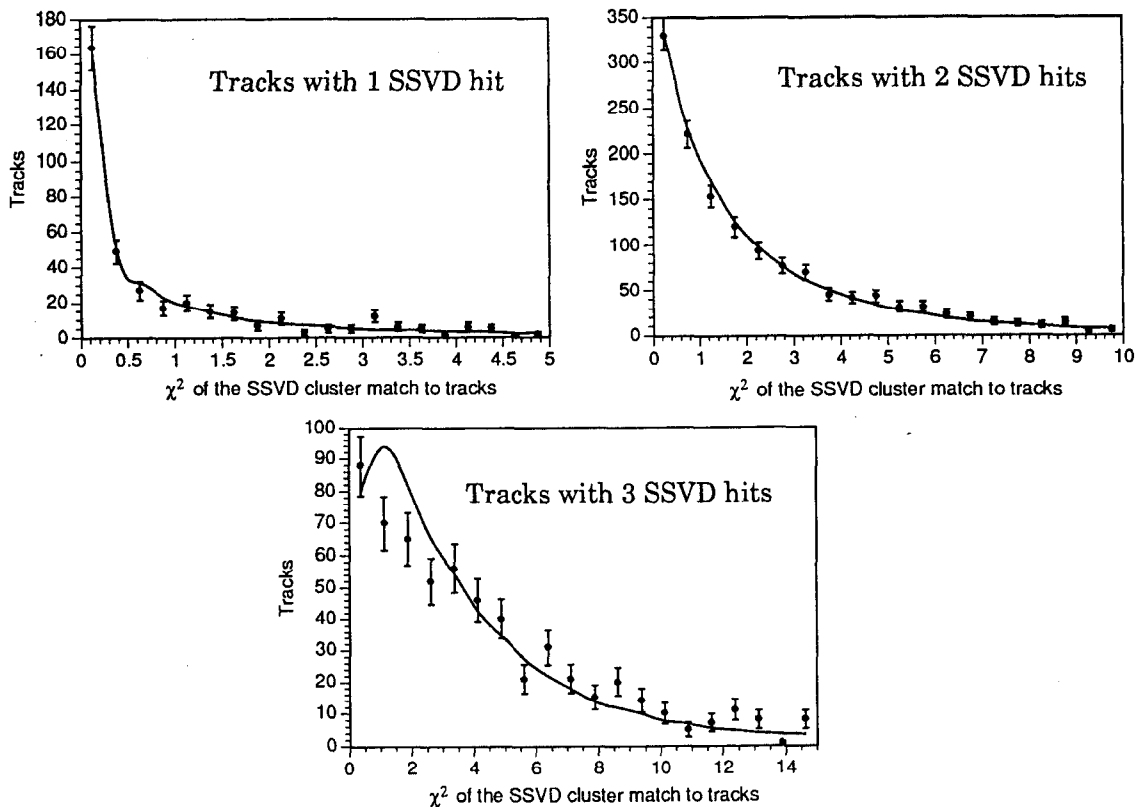 180
160
140
120
100
80
60
40
20
0
Tracks
Tracks with 1 SSVD hit
0 0.5 1 1.5 2 2.5 3 3.5 4 4.5 5
χ² of the SSVD cluster match to tracks
350
300
250
200
150
100
50
0
Tracks
Tracks with 2 SSVD hits
0 1 2 3 4 5 6 7 8 9 10
χ² of the SSVD cluster match to tracks
100
90
80
70
60
50
40
30
20
10
0
Tracks
Tracks with 3 SSVD hits
0 2 4 6 8 10 12 14
χ² of the SSVD cluster match to tracks